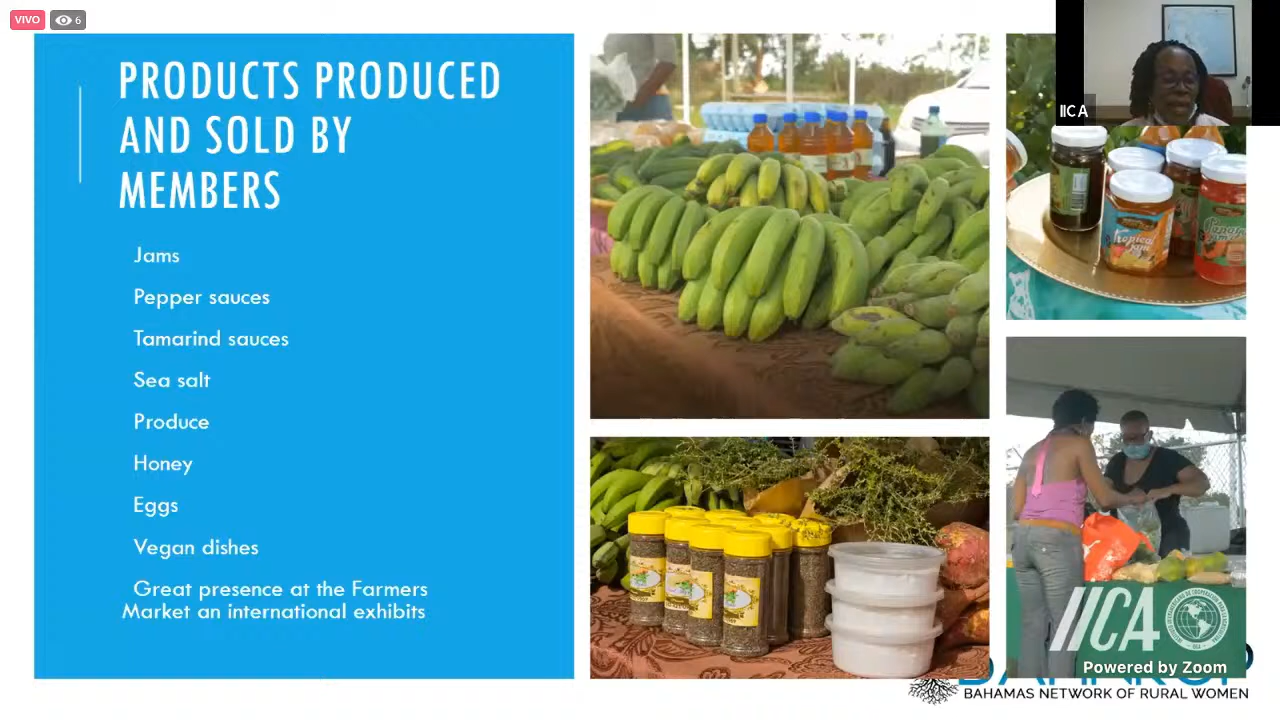 VIVO
6
PRODUCTS PRODUCED
AND SOLD BY
MEMBERS
Jams
Pepper sauces
Tamarind sauces
Sea salt
Produce
Honey
Eggs
Vegan dishes
Great presence at the Farmers
Market an international exhibits
IICA
Tropical
IICA
Powered by Zoom
BAHAMAS NETWORK OF RURAL WOMEN